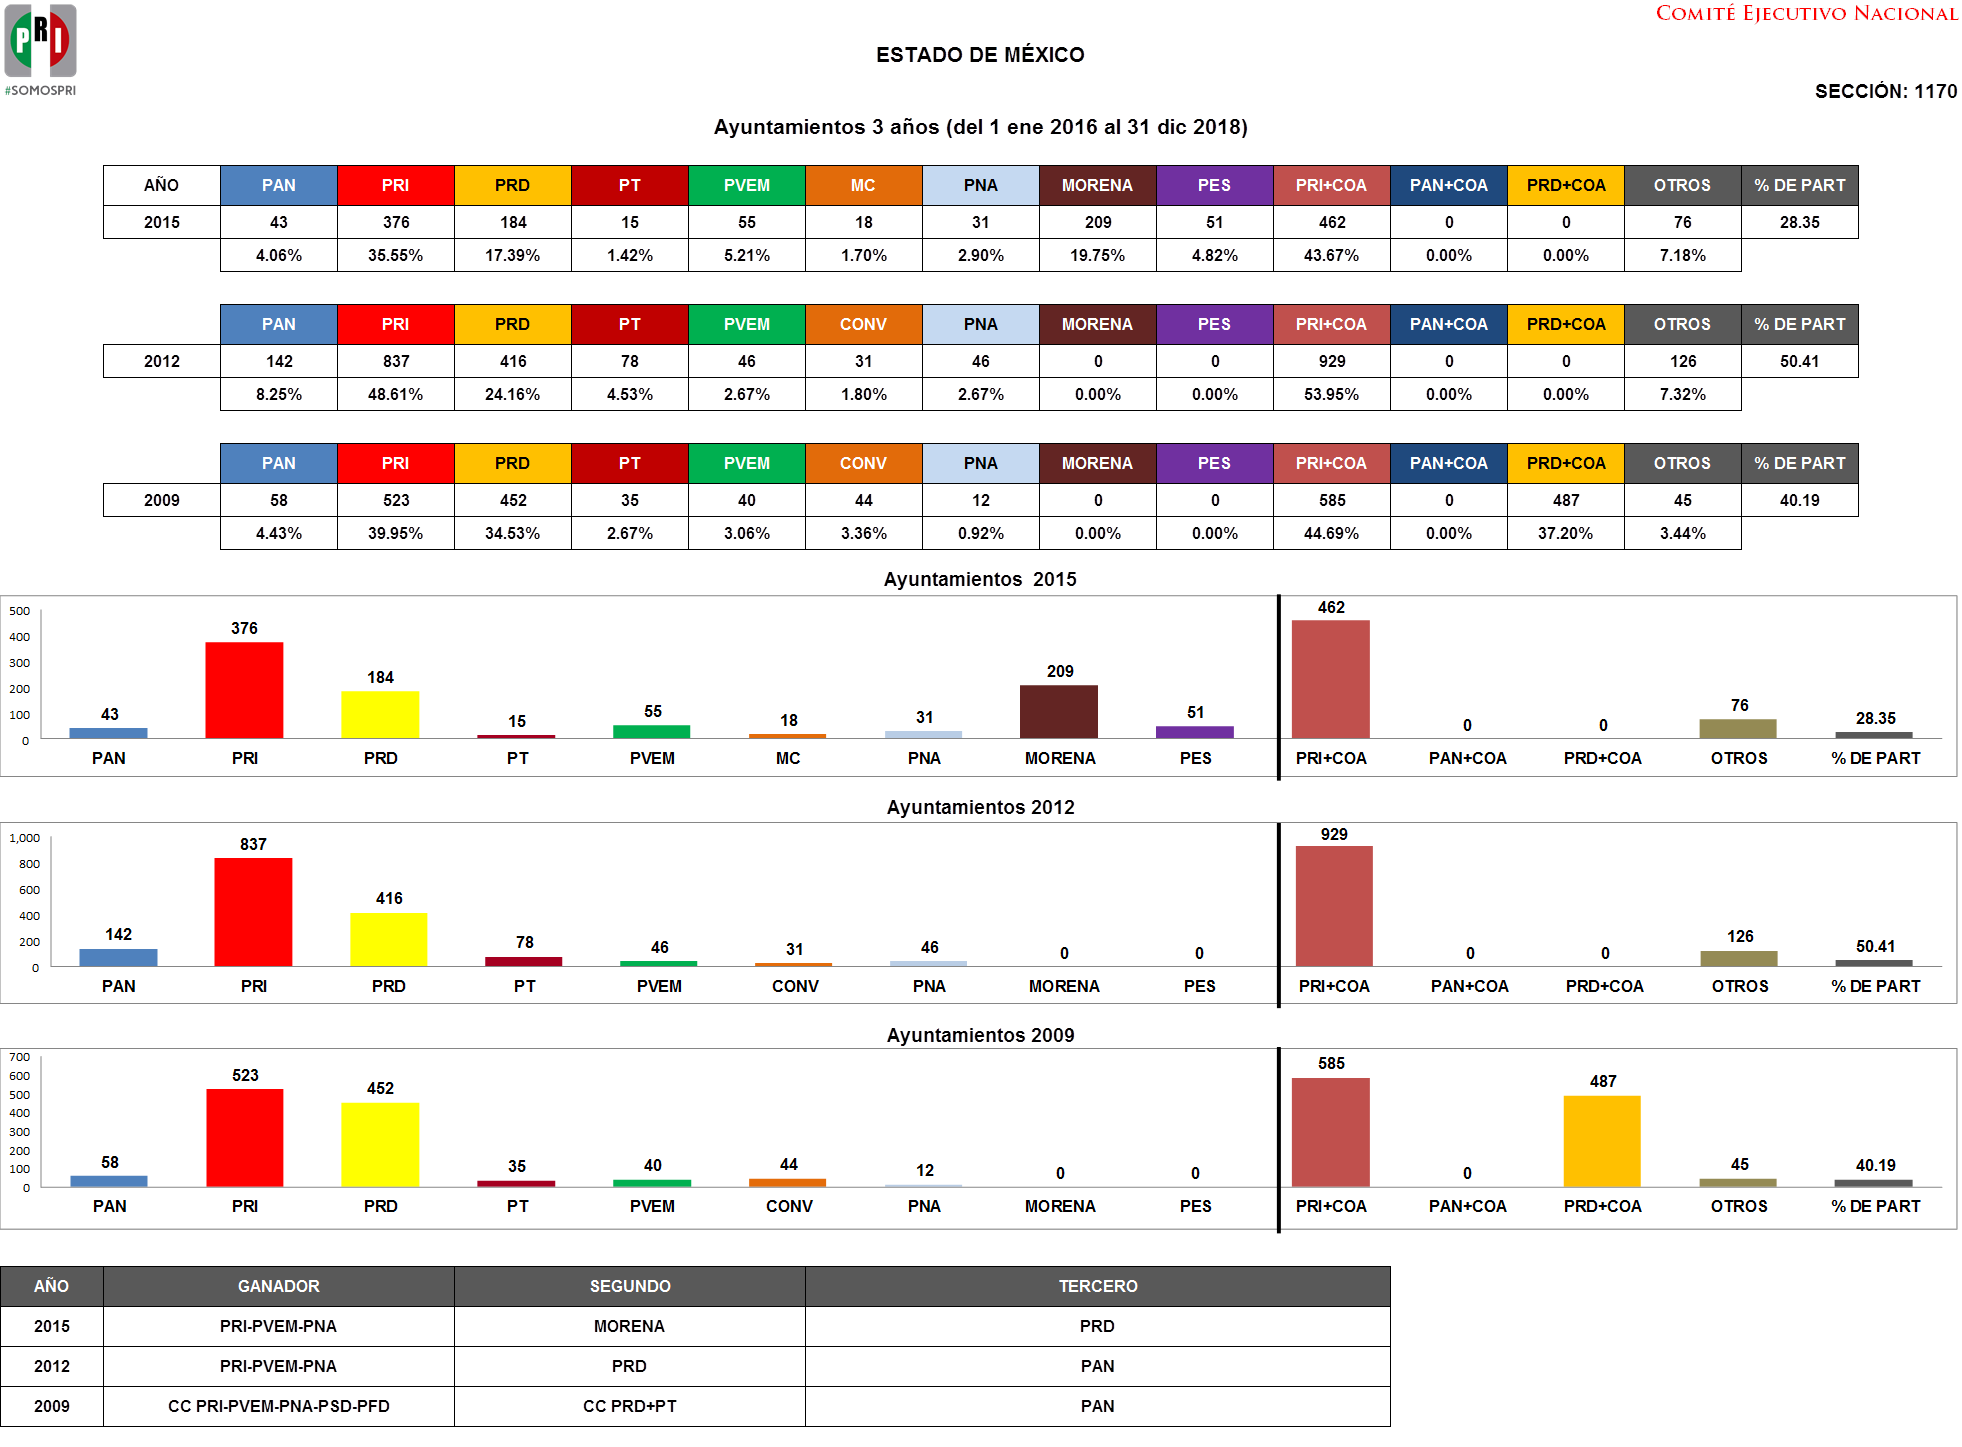 PRI
#SOMOSPRI
COMITÉ EJECUTIVO NACIONAL
ESTADO DE MÉXICO
SECCIÓN: 1170
Ayuntamientos 3 años (del 1 ene 2016 al 31 dic 2018)
AÑO PAN PRI PRD PT PVEM MC PNA MORENA PES PRI+COA PAN+COA PRD+COA OTROS % DE PART
2015 43 376 184 15 55 18 31 209 51 462 0 0 76 28.35
4.06% 35.55% 17.39% 1.42% 5.21% 1.70% 2.90% 19.75% 4.82% 43.67% 0.00% 0.00% 7.18%
PAN PRI PRD PT PVEM CONV PNA MORENA PES PRI+COA PAN+COA PRD+COA OTROS % DE PART
2012 142 837 416 78 46 31 46 0 0 929 0 0 126 50.41
8.25% 48.61% 24.16% 4.53% 2.67% 1.80% 2.67% 0.00% 0.00% 53.95% 0.00% 0.00% 7.32%
PAN PRI PRD PT PVEM CONV PNA MORENA PES PRI+COA PAN+COA PRD+COA OTROS % DE PART
2009 58 523 452 35 40 44 12 0 0 585 0 487 45 40.19
4.43% 39.95% 34.53% 2.67% 3.06% 3.36% 0.92% 0.00% 0.00% 44.69% 0.00% 37.20% 3.44%
Ayuntamientos 2015
500
400
300
200
100
0
43 376 184 15 55 18 31 209 51 462 0 0 76 28.35
PAN PRI PRD PT PVEM MC PNA MORENA PES PRI+COA PAN+COA PRD+COA OTROS % DE PART
Ayuntamientos 2012
1,000
800
600
400
200
0
142 837 416 78 46 31 46 0 0 929 0 0 126 50.41
PAN PRI PRD PT PVEM CONV PNA MORENA PES PRI+COA PAN+COA PRD+COA OTROS % DE PART
Ayuntamientos 2009
700
600
500
400
300
200
100
0
58 523 452 35 40 44 12 0 0 585 0 487 45 40.19
PAN PRI PRD PT PVEM CONV PNA MORENA PES PRI+COA PAN+COA PRD+COA OTROS % DE PART
AÑO GANADOR SEGUNDO TERCERO
2015 PRI-PVEM-PNA MORENA PRD
2012 PRI-PVEM-PNA PRD PAN
2009 CC PRI-PVEM-PNA-PSD-PFD CC PRD+PT PAN